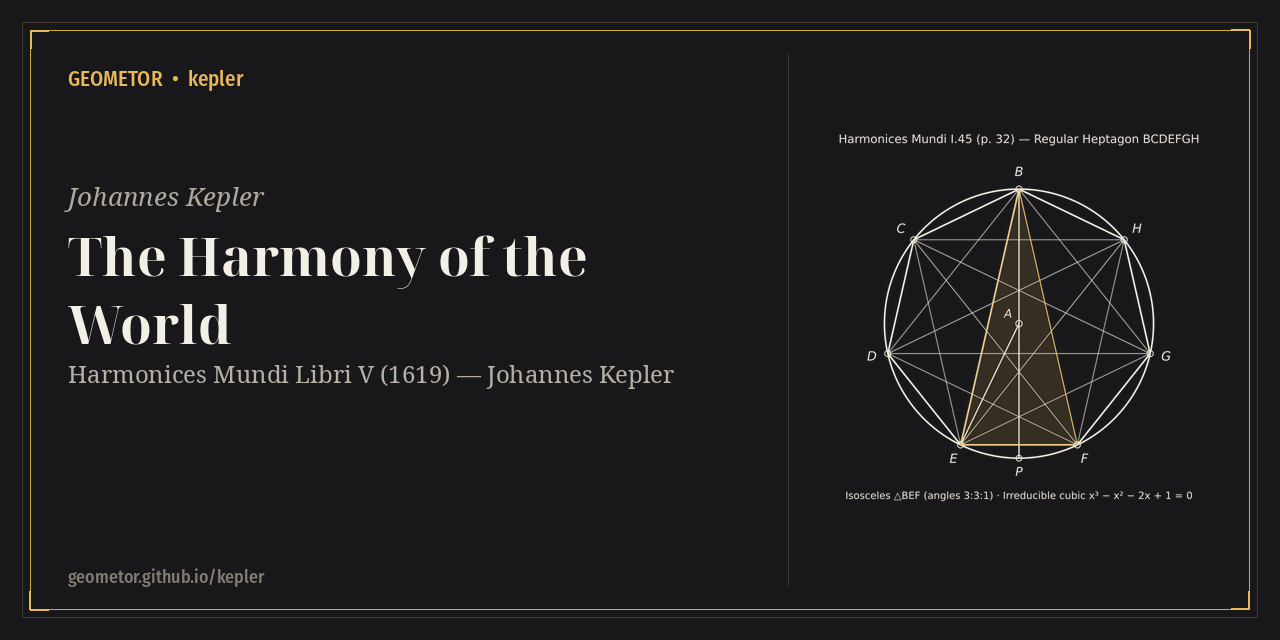 GEOMETOR • kepler
Johannes Kepler
The Harmony of the
World
Harmonices Mundi Libri V (1619) — Johannes Kepler
geometor.github.io/kepler
Harmonices Mundi I.45 (p. 32) — Regular Heptagon BCDEFGH
B
C
H
A
D
G
E
F
P
Isosceles △BEF (angles 3:3:1) · Irreducible cubic x³ − x² − 2x + 1 = 0